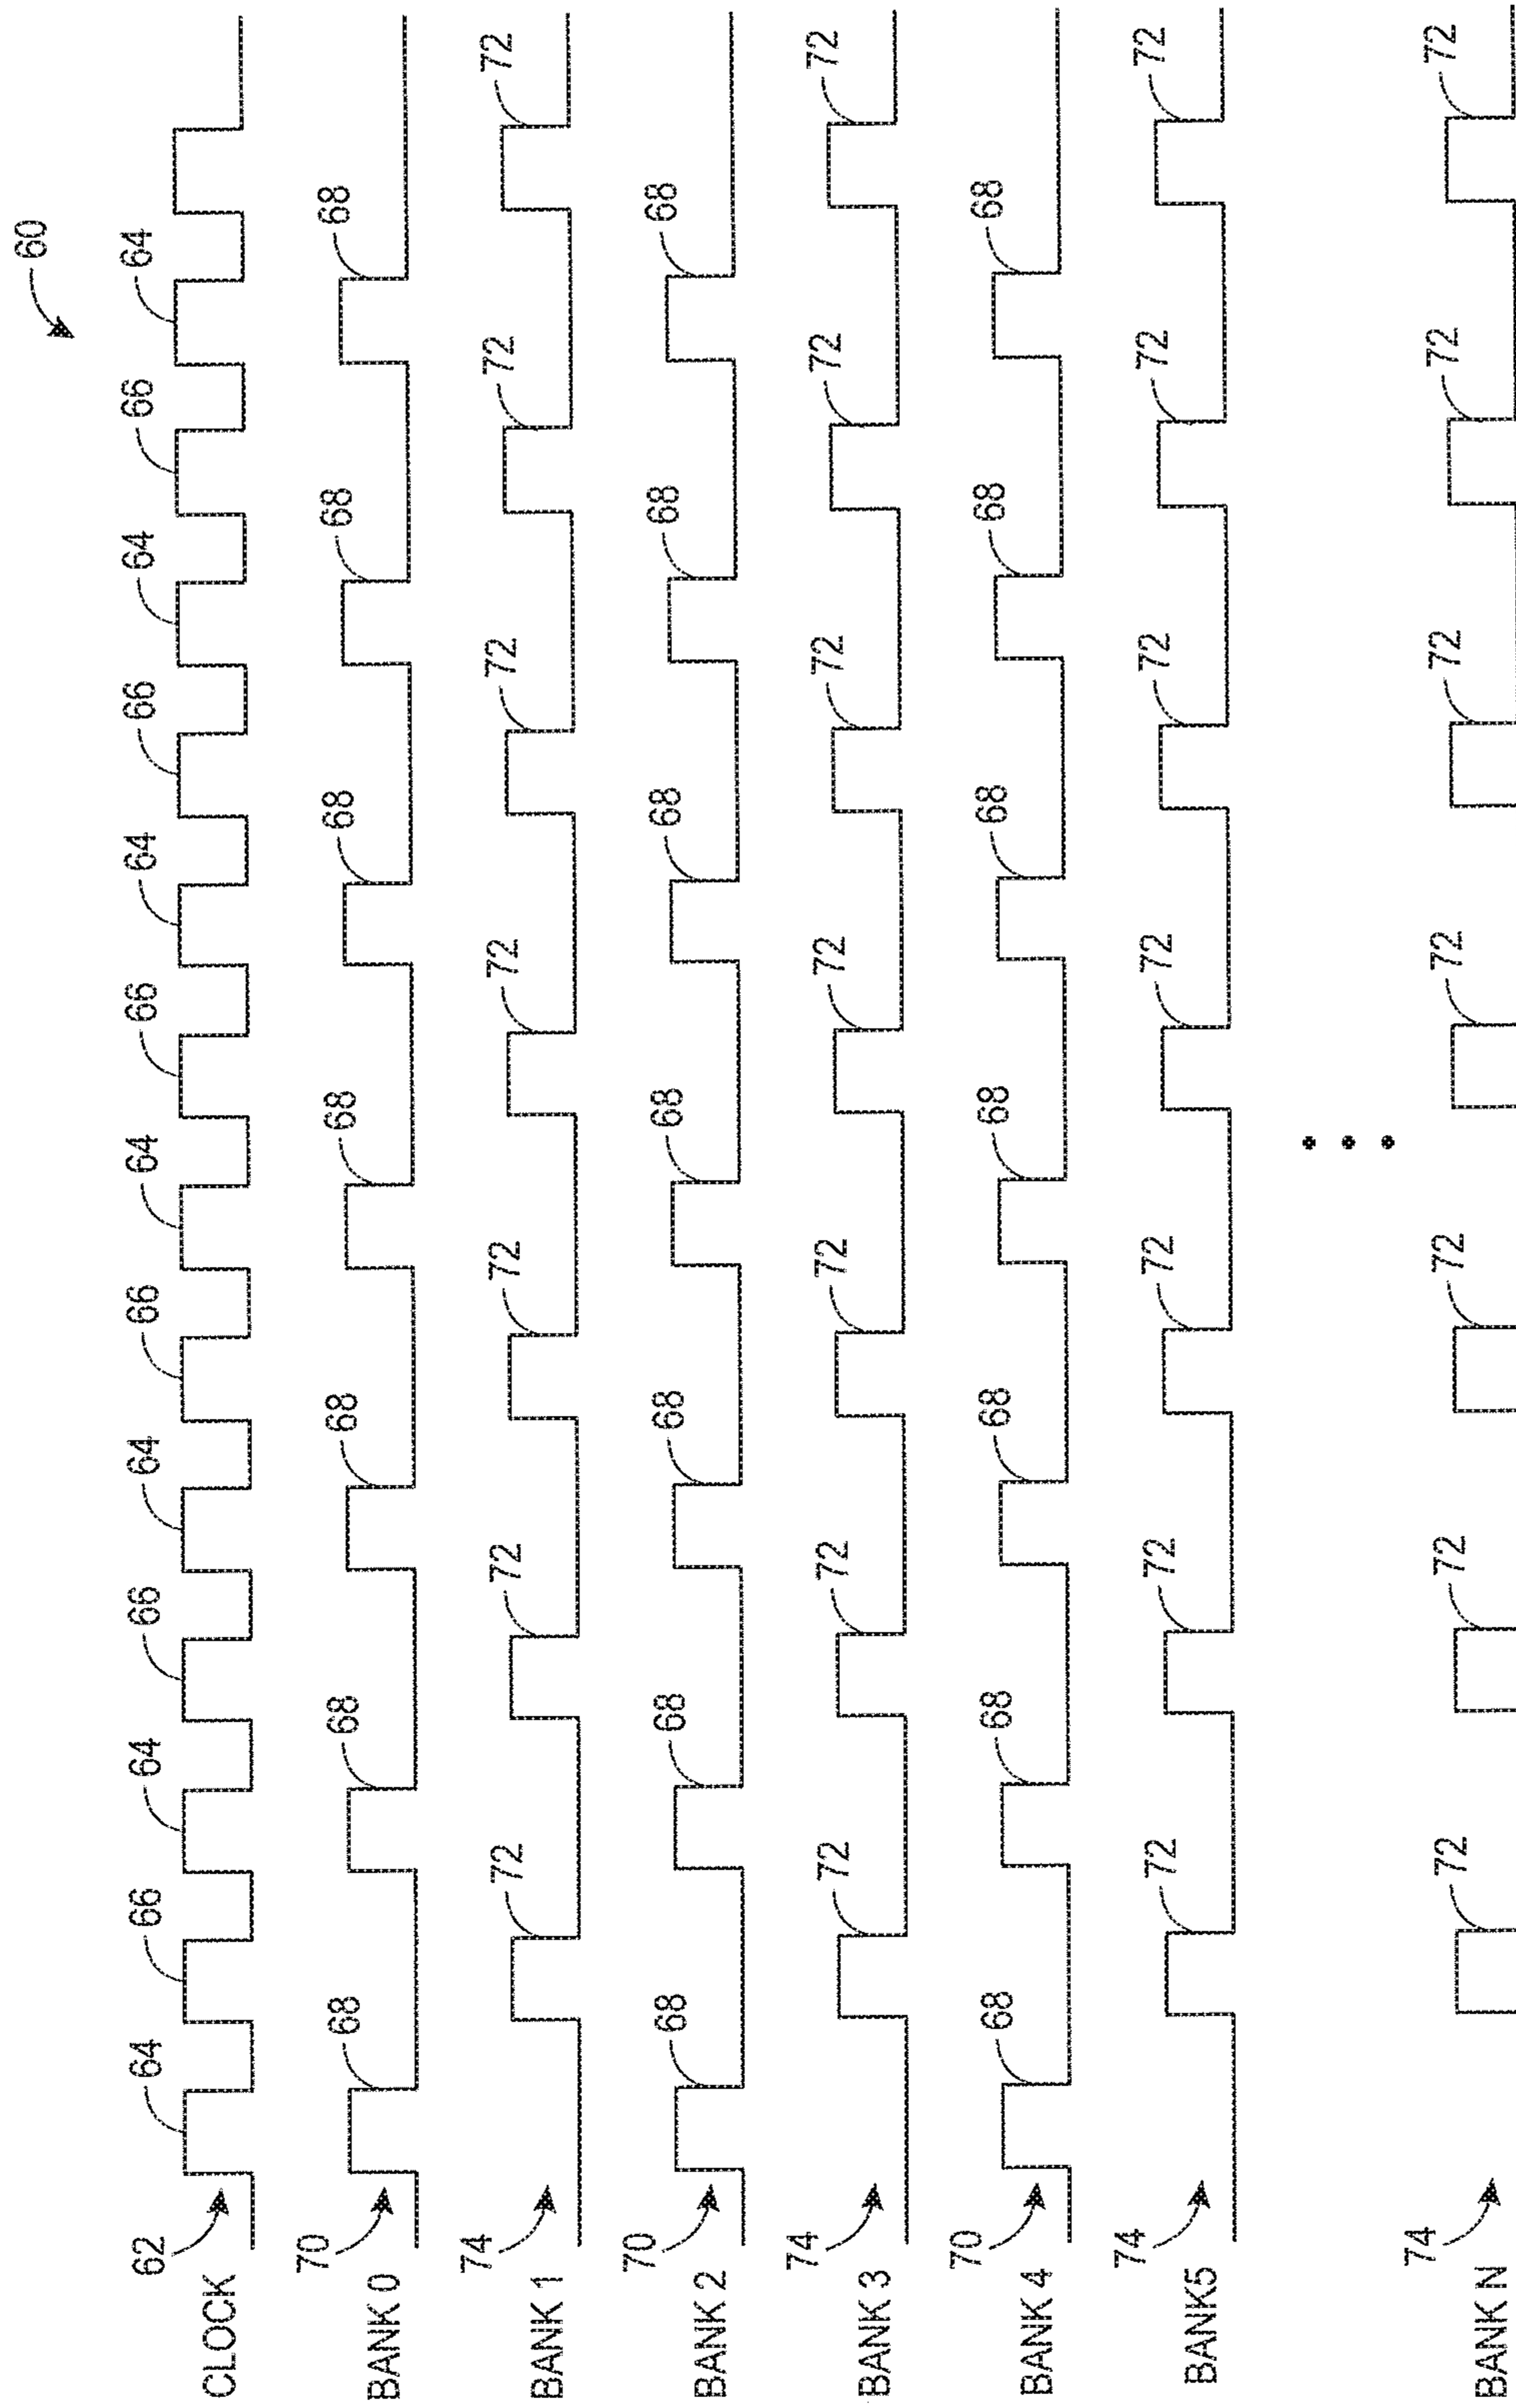 60
64 66 64 66 64 66 64 66 64 66 64 66 64
62
CLOCK
68 68 68 68 68 68 68
70
BANK 0
72 72 72 72 72 72 72
74
BANK 1
68 68 68 68 68 68 68
70
BANK 2
72 72 72 72 72 72 72
74
BANK 3
68 68 68 68 68 68 68
70
BANK 4
72 72 72 72 72 72 72
74
BANK5
72 72 72 72 72 72 72
74
BANK N